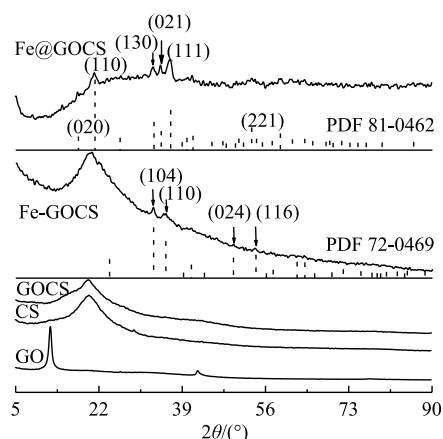 (021)
Fe@GOCS (130)
(110) (111)
(020) (221)
PDF 81-0462
(104)
(110)
Fe-GOCS (024) (116)
PDF 72-0469
GOCS
CS
GO
5 22 39 56 73 90
2θ/(°)